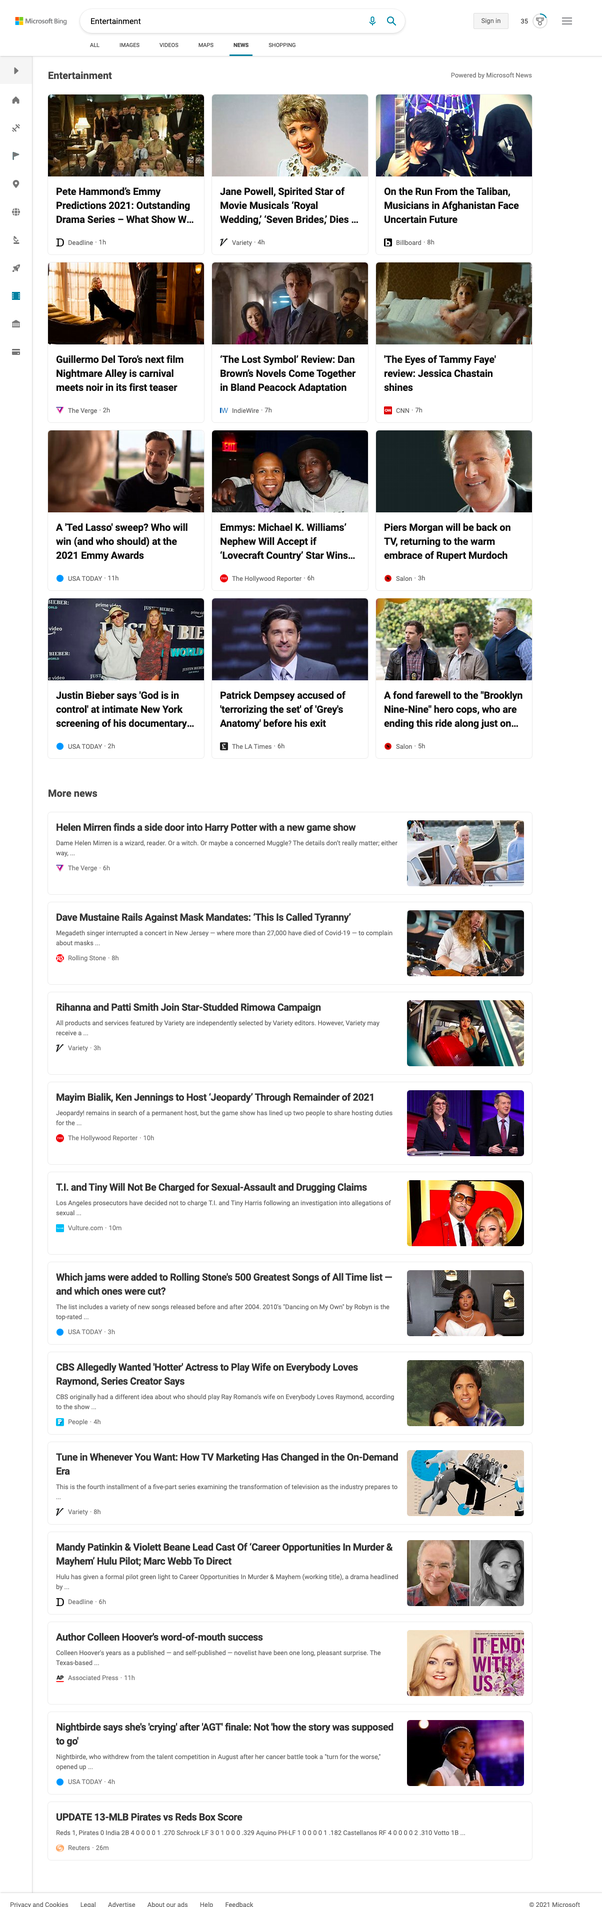 Microsoft Bing
Entertainment
Sign in
35
ALL
IMAGES
VIDEOS
MAPS
NEWS
SHOPPING
Entertainment
Powered by Microsoft News
Pete Hammond's Emmy
Predictions 2021: Outstanding
Drama Series – What Show W...
Deadline · 1h
Jane Powell, Spirited Star of
Movie Musicals 'Royal
Wedding,' 'Seven Brides,' Dies ...
Variety · 4h
On the Run From the Taliban,
Musicians in Afghanistan Face
Uncertain Future
Billboard · 8h
Guillermo Del Toro's next film
Nightmare Alley is carnival
meets noir in its first teaser
The Verge · 2h
'The Lost Symbol' Review: Dan
Brown's Novels Come Together
in Bland Peacock Adaptation
IndieWire · 7h
'The Eyes of Tammy Faye'
review: Jessica Chastain
shines
CNN · 7h
A 'Ted Lasso' sweep? Who will
win (and who should) at the
2021 Emmy Awards
USA TODAY · 11h
EXIT
Emmys: Michael K. Williams'
Nephew Will Accept if
'Lovecraft Country' Star Wins...
The Hollywood Reporter · 6h
Piers Morgan will be back on
TV, returning to the warm
embrace of Rupert Murdoch
Salon · 3h
Justin Bieber says 'God is in
control' at intimate New York
screening of his documentary...
USA TODAY · 2h
Patrick Dempsey accused of
'terrorizing the set' of 'Grey's
Anatomy' before his exit
The LA Times · 6h
A fond farewell to the "Brooklyn
Nine-Nine" hero cops, who are
ending this ride along just on...
Salon · 5h
More news
Helen Mirren finds a side door into Harry Potter with a new game show
Dame Helen Mirren is a wizard, reader. Or a witch. Or maybe a concerned Muggle? The details don't really matter; either
way, ...
The Verge · 6h
Dave Mustaine Rails Against Mask Mandates: 'This Is Called Tyranny'
Megadeth singer interrupted a concert in New Jersey — where more than 27,000 have died of Covid-19 — to complain
about masks ...
Rolling Stone · 8h
Rihanna and Patti Smith Join Star-Studded Rimowa Campaign
All products and services featured by Variety are independently selected by Variety editors. However, Variety may
receive a ...
Variety · 3h
Mayim Bialik, Ken Jennings to Host 'Jeopardy' Through Remainder of 2021
Jeopardy! remains in search of a permanent host, but the game show has lined up two people to share hosting duties
for the ...
The Hollywood Reporter · 10h
T.I. and Tiny Will Not Be Charged for Sexual-Assault and Drugging Claims
Los Angeles prosecutors have decided not to charge T.I. and Tiny Harris following an investigation into allegations of
sexual ...
Vulture.com · 10m
Which jams were added to Rolling Stone's 500 Greatest Songs of All Time list —
and which ones were cut?
The list includes a variety of new songs released before and after 2004. 2010's "Dancing on My Own" by Robyn is the
top-rated ...
USA TODAY · 3h
CBS Allegedly Wanted 'Hotter' Actress to Play Wife on Everybody Loves
Raymond, Series Creator Says
CBS originally had a different idea about who should play Ray Romano's wife on Everybody Loves Raymond, according
to the show ...
People · 4h
Tune in Whenever You Want: How TV Marketing Has Changed in the On-Demand
Era
This is the fourth installment of a five-part series examining the transformation of television as the industry prepares to
...
Variety · 8h
Mandy Patinkin & Violett Beane Lead Cast Of 'Career Opportunities In Murder &
Mayhem' Hulu Pilot; Marc Webb To Direct
Hulu has given a formal pilot green light to Career Opportunities In Murder & Mayhem (working title), a drama headlined
by ...
Deadline · 6h
Author Colleen Hoover's word-of-mouth success
Colleen Hoover's years as a published — and self-published — novelist have been one long, pleasant surprise. The
Texas-based ...
AP Associated Press · 11h
IT ENDS
WITH
US
Nightbirde says she's 'crying' after 'AGT' finale: Not 'how the story was supposed
to go'
Nightbirde, who withdrew from the talent competition in August after her cancer battle took a "turn for the worse,"
opened up ...
USA TODAY · 4h
UPDATE 13-MLB Pirates vs Reds Box Score
Reds 1, Pirates 0 India 2B 4 0 0 0 0 1 .270 Schrock LF 3 0 1 0 0 0 .329 Aquino PH-LF 1 0 0 0 0 1 .182 Castellanos RF 4 0 0 0 0 2 .310 Votto 1B ...
Reuters · 26m
Privacy and Cookies
Legal
Advertise
About our ads
Help
Feedback
© 2021 Microsoft